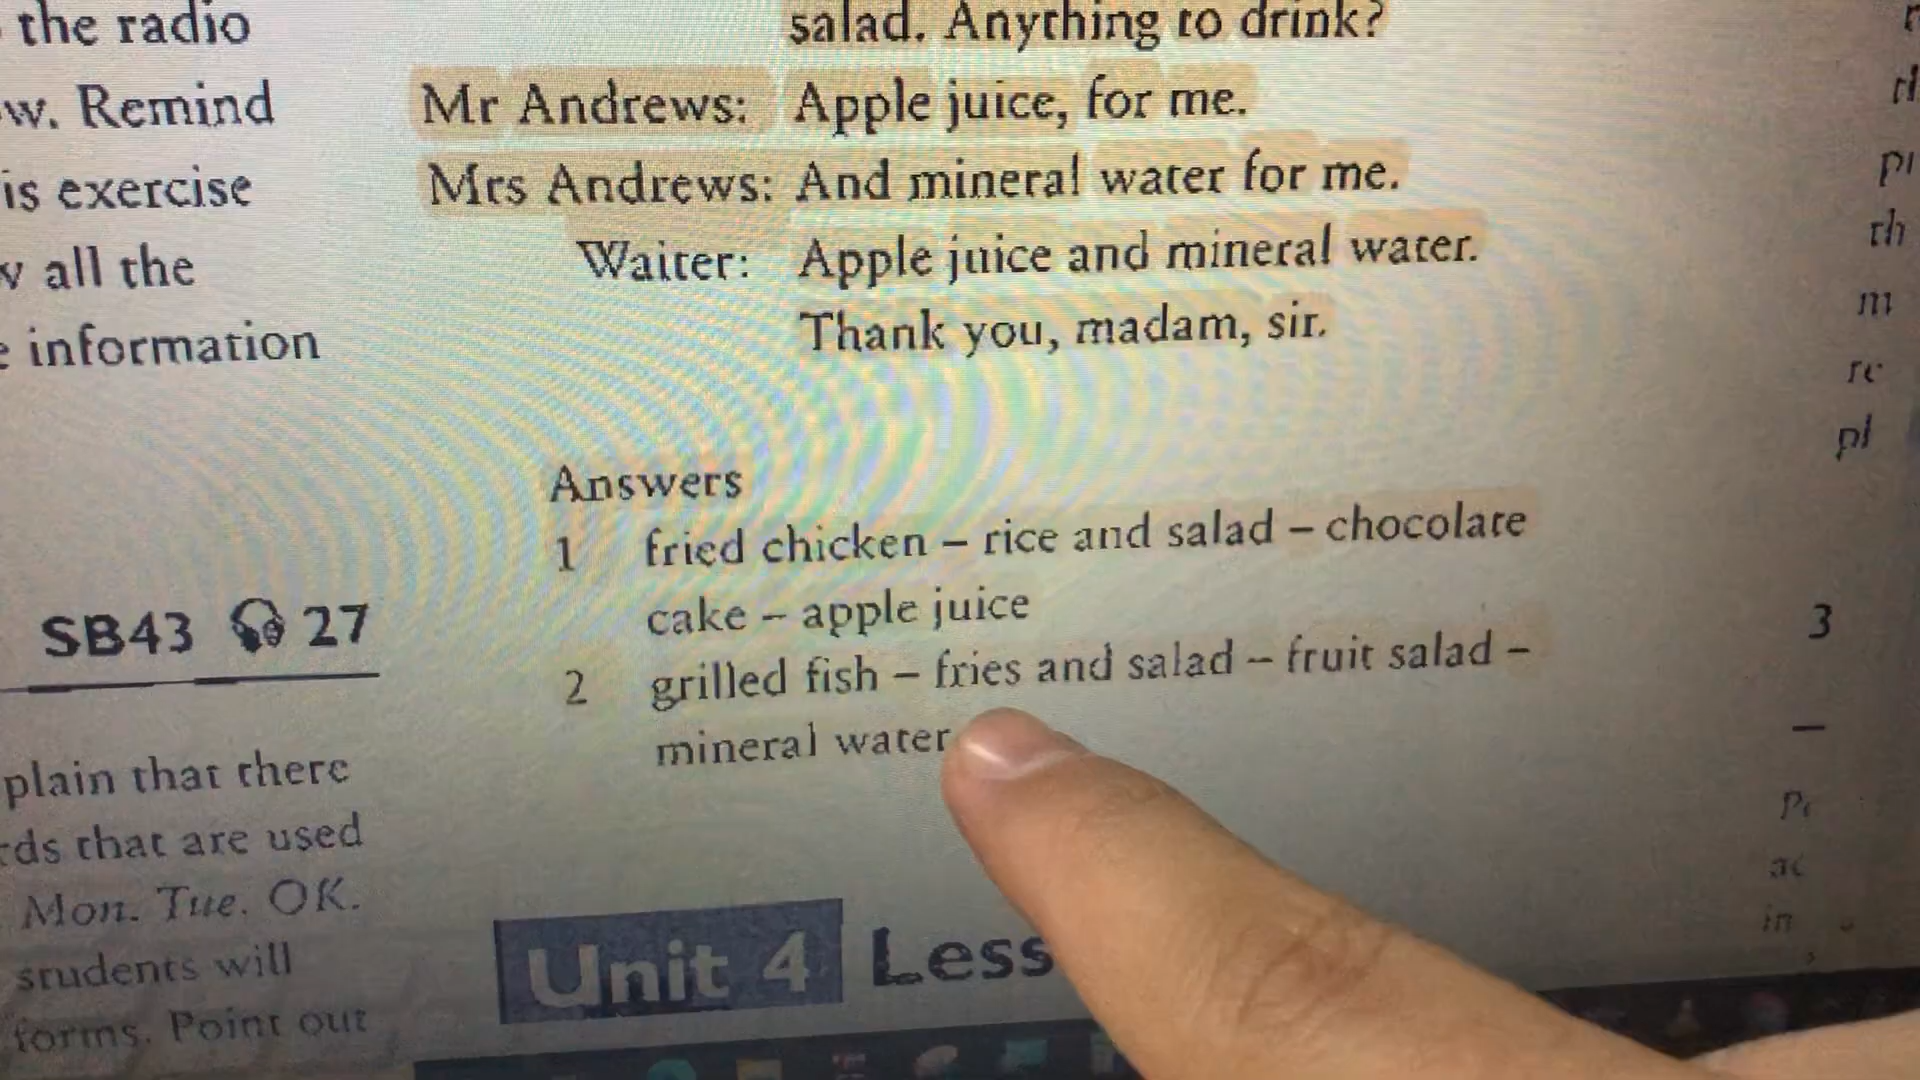 the radio
w. Remind
is exercise
all the
information
SB43 27
plain that there
rds that are used
Mon. Tue. OK.
students will
forms. Point out
salad. Anything to drink?
Mr Andrews: Apple juice, for me.
Mrs Andrews: And mineral water for me.
Waiter: Apple juice and mineral water.
Thank you, madam, sir.
Answers
1 fried chicken – rice and salad – chocolate
cake – apple juice
2 grilled fish – fries and salad – fruit salad –
mineral water
Unit 4 Less
3